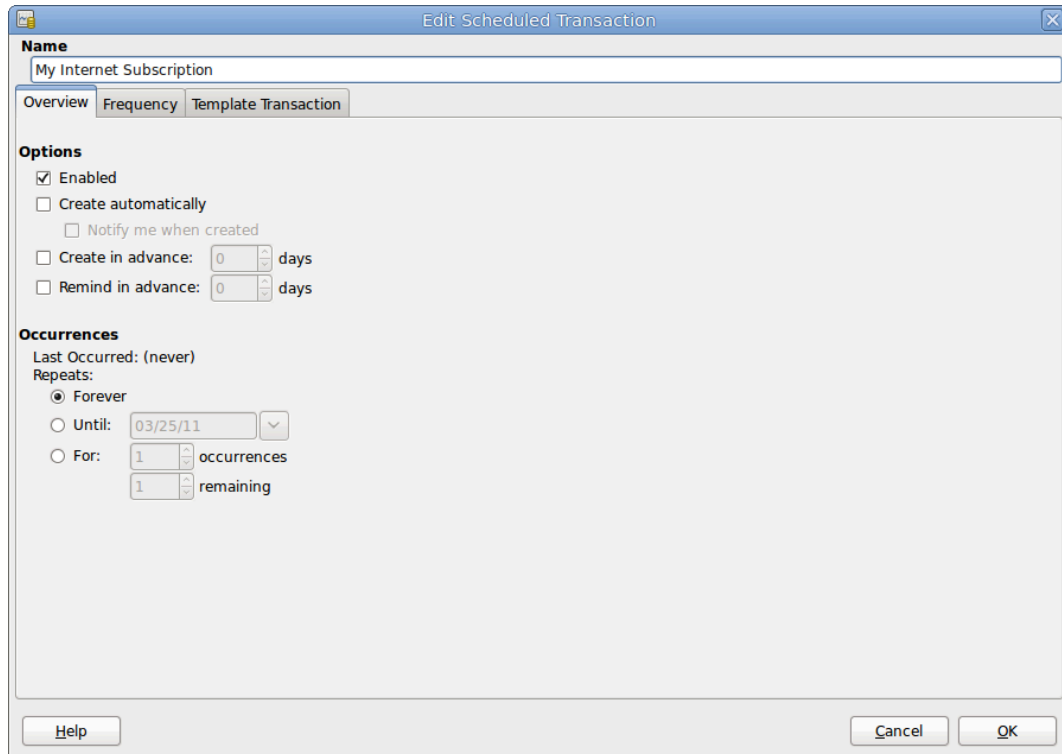 Edit Scheduled Transaction
Name
My Internet Subscription
Overview Frequency Template Transaction
Options
Enabled
Create automatically
Notify me when created
Create in advance: 0 days
Remind in advance: 0 days
Occurrences
Last Occurred: (never)
Repeats:
Forever
Until: 03/25/11
For: 1 occurrences
1 remaining
Help Cancel OK